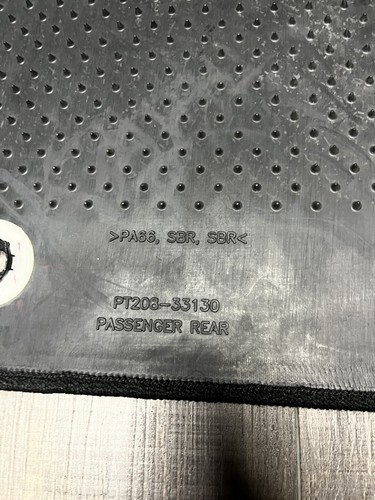 >PA66, SBR, SBR<
PT208-33130
PASSENGER REAR